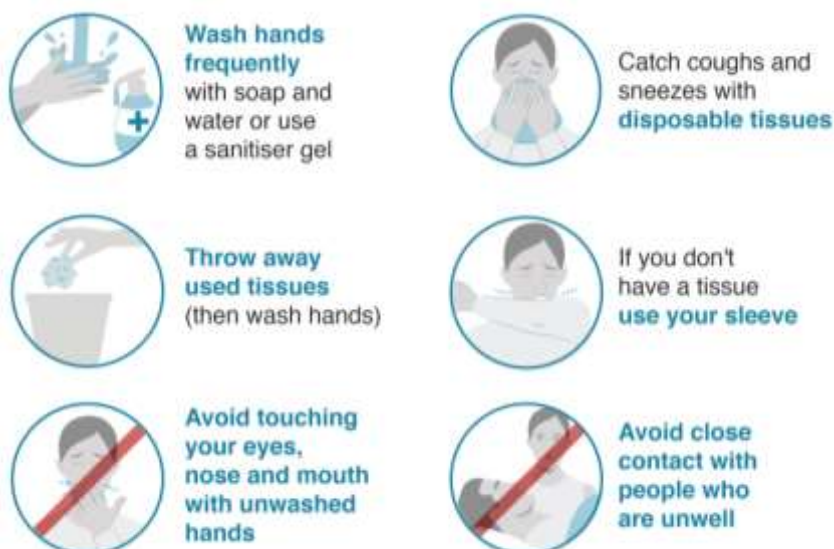 Wash hands
frequently
with soap and
water or use
a sanitiser gel
Catch coughs and
sneezes with
disposable tissues
Throw away
used tissues
(then wash hands)
If you don't
have a tissue
use your sleeve
Avoid touching
your eyes,
nose and mouth
with unwashed
hands
Avoid close
contact with
people who
are unwell